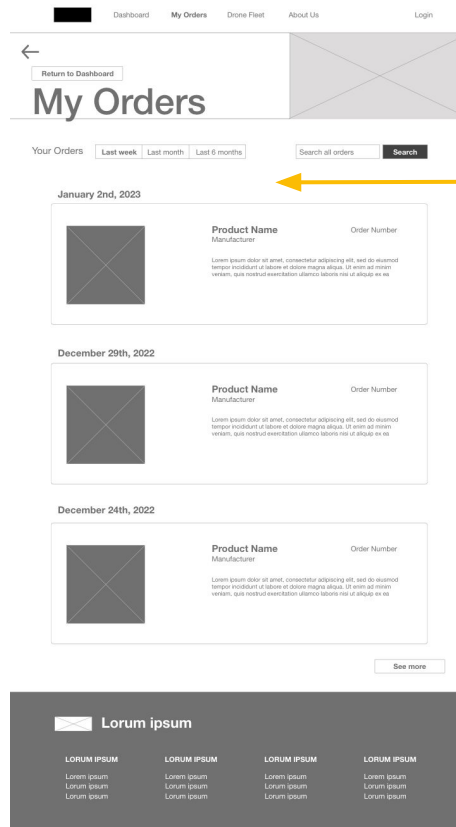 Dashboard My Orders Drone Fleet About Us Login
Return to Dashboard
My Orders
Your Orders Last week Last month Last 6 months Search all orders Search
January 2nd, 2023
Product Name Order Number
Manufacturer
Lorem ipsum dolor sit amet, consectetur adipiscing elit, sed do eiusmod
tempor incididunt ut labore et dolore magna aliqua. Ut enim ad minim
veniam, quis nostrud exercitation ullamco laboris nisi ut aliquip ex ea
December 29th, 2022
Product Name Order Number
Manufacturer
Lorem ipsum dolor sit amet, consectetur adipiscing elit, sed do eiusmod
tempor incididunt ut labore et dolore magna aliqua. Ut enim ad minim
veniam, quis nostrud exercitation ullamco laboris nisi ut aliquip ex ea
December 24th, 2022
Product Name Order Number
Manufacturer
Lorem ipsum dolor sit amet, consectetur adipiscing elit, sed do eiusmod
tempor incididunt ut labore et dolore magna aliqua. Ut enim ad minim
veniam, quis nostrud exercitation ullamco laboris nisi ut aliquip ex ea
See more
Lorum ipsum
LORUM IPSUM LORUM IPSUM LORUM IPSUM LORUM IPSUM
Lorem ipsum Lorem ipsum Lorem ipsum Lorem ipsum
Lorum ipsum Lorum ipsum Lorum ipsum Lorum ipsum
Lorum ipsum Lorum ipsum Lorum ipsum Lorum ipsum